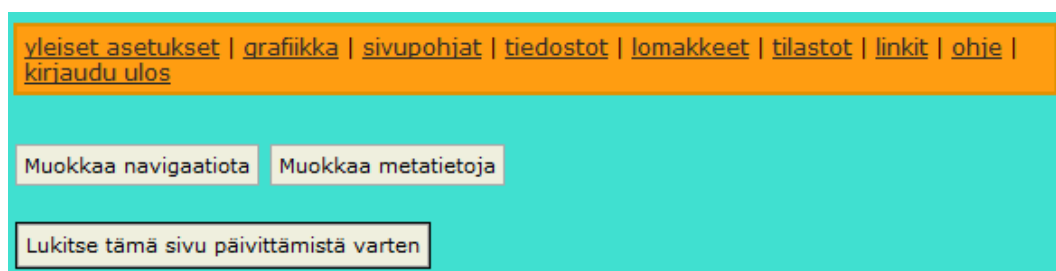 yleiset asetukset | grafiikka | sivupohjat | tiedostot | lomakkeet | tilastot | linkit | ohje |
kirjaudu ulos
Muokkaa navigaatiota Muokkaa metatietoja
Lukitse tämä sivu päivittämistä varten